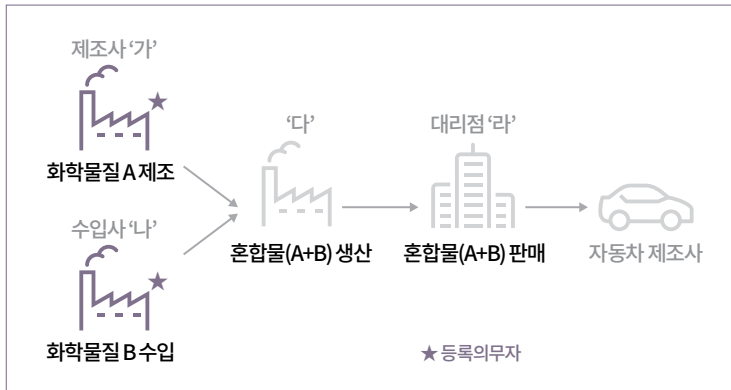 제조사 ‘가’
화학물질 A 제조
수입사 ‘나’
화학물질 B 수입
‘다’
혼합물(A+B) 생산
대리점 ‘라’
혼합물(A+B) 판매
자동차 제조사
★ 등록의무자